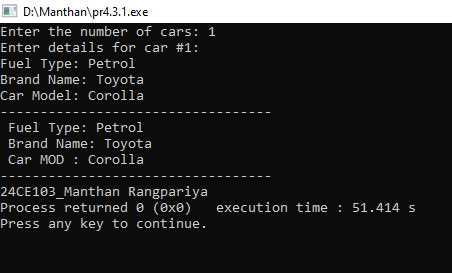 D:\Manthan\pr4.3.1.exe
Enter the number of cars: 1
Enter details for car #1:
Fuel Type: Petrol
Brand Name: Toyota
Car Model: Corolla
----------------------------------
 Fuel Type: Petrol
 Brand Name: Toyota
 Car MOD : Corolla
----------------------------------
24CE103_Manthan Rangpariya
Process returned 0 (0x0)   execution time : 51.414 s
Press any key to continue.